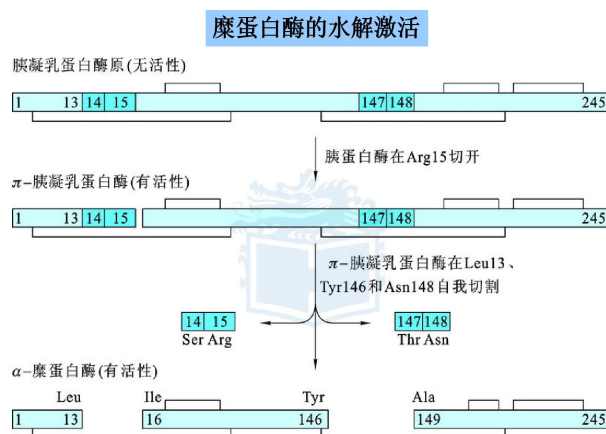 糜蛋白酶的水解激活
胰凝乳蛋白酶原(无活性)
1 13 14 15 147 148 245
胰蛋白酶在Arg15切开
π-胰凝乳蛋白酶(有活性)
1 13 14 15 147 148 245
π-胰凝乳蛋白酶在Leu13、
Tyr146和Asn148自我切割
14 15 147 148
Ser Arg Thr Asn
α-糜蛋白酶(有活性)
Leu Ile Tyr Ala
1 13 16 146 149 245